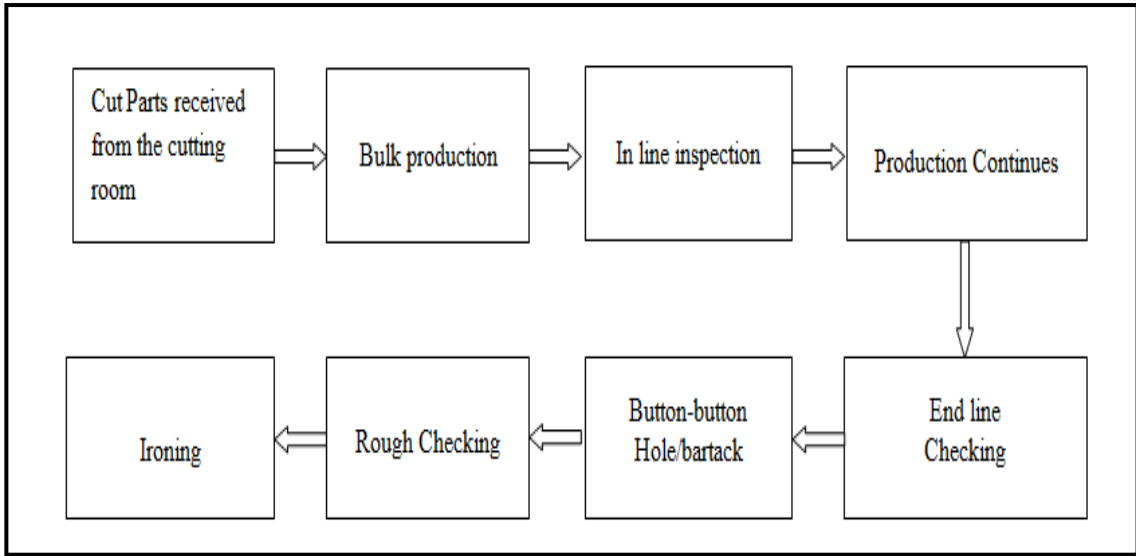 Cut Parts received
from the cutting
room
Bulk production
In line inspection
Production Continues
End line
Checking
Button-button
Hole/bartack
Rough Checking
Ironing